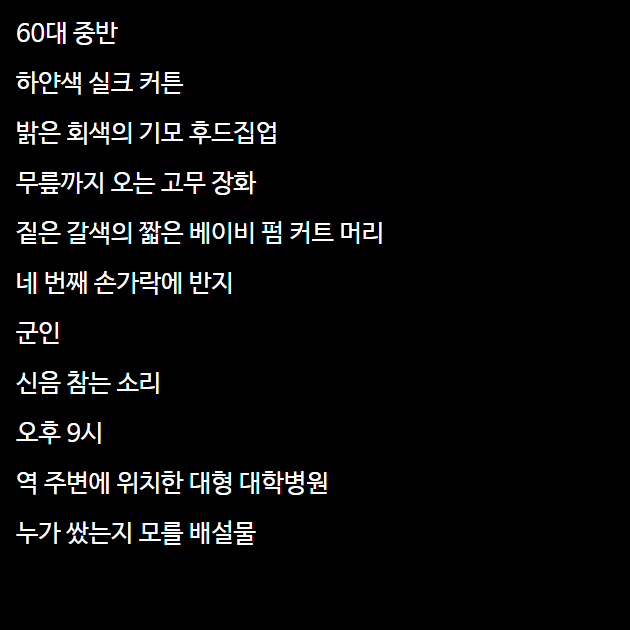 60대 중반
하얀색 실크 커튼
밝은 회색의 기모 후드집업
무릎까지 오는 고무 장화
짙은 갈색의 짧은 베이비 펌 커트 머리
네 번째 손가락에 반지
군인
신음 참는 소리
오후 9시
역 주변에 위치한 대형 대학병원
누가 쌌는지 모를 배설물